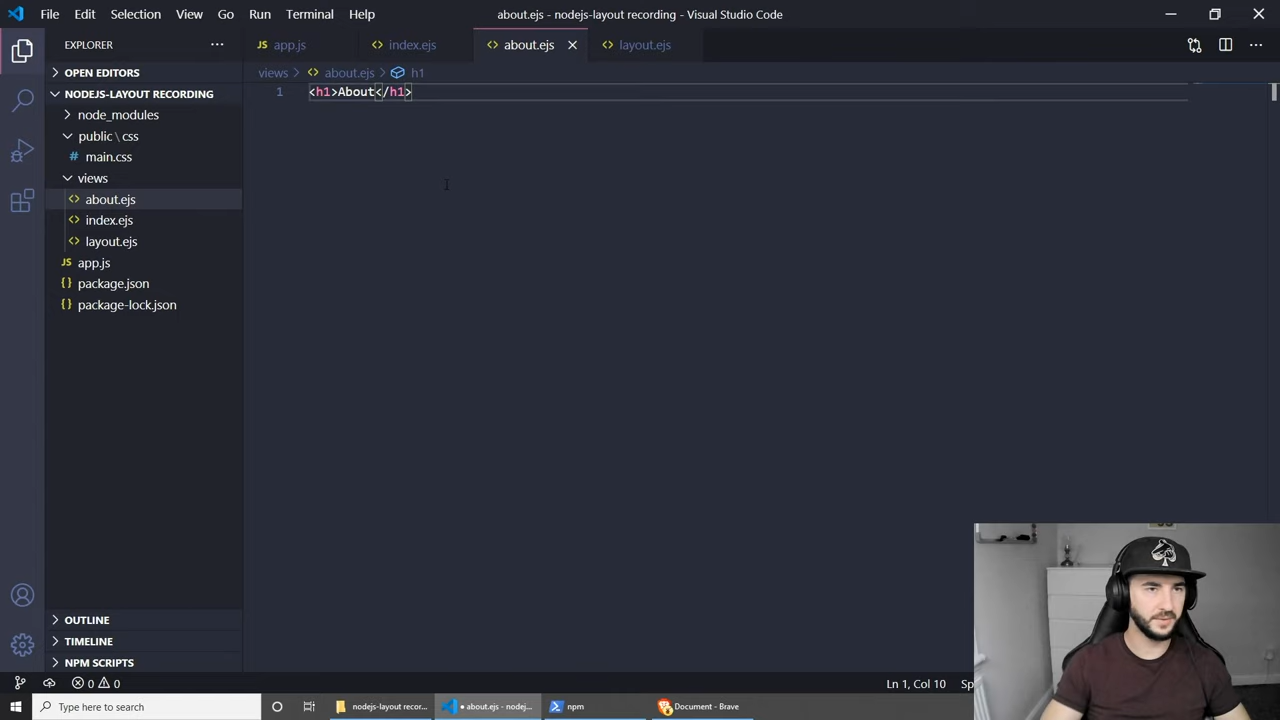 File Edit Selection View Go Run Terminal Help about.ejs - nodejs-layout recording - Visual Studio Code
EXPLORER
JS app.js index.ejs about.ejs layout.ejs
OPEN EDITORS
views about.ejs h1
NODEJS-LAYOUT RECORDING
1 <h1>About</h1>
node_modules
public \ css
# main.css
views
about.ejs
index.ejs
layout.ejs
JS app.js
{} package.json
{} package-lock.json
OUTLINE
TIMELINE
NPM SCRIPTS
0 0 Ln 1, Col 10 Sp
Type here to search nodejs-layout recor... • about.ejs - nodej... npm Document - Brave